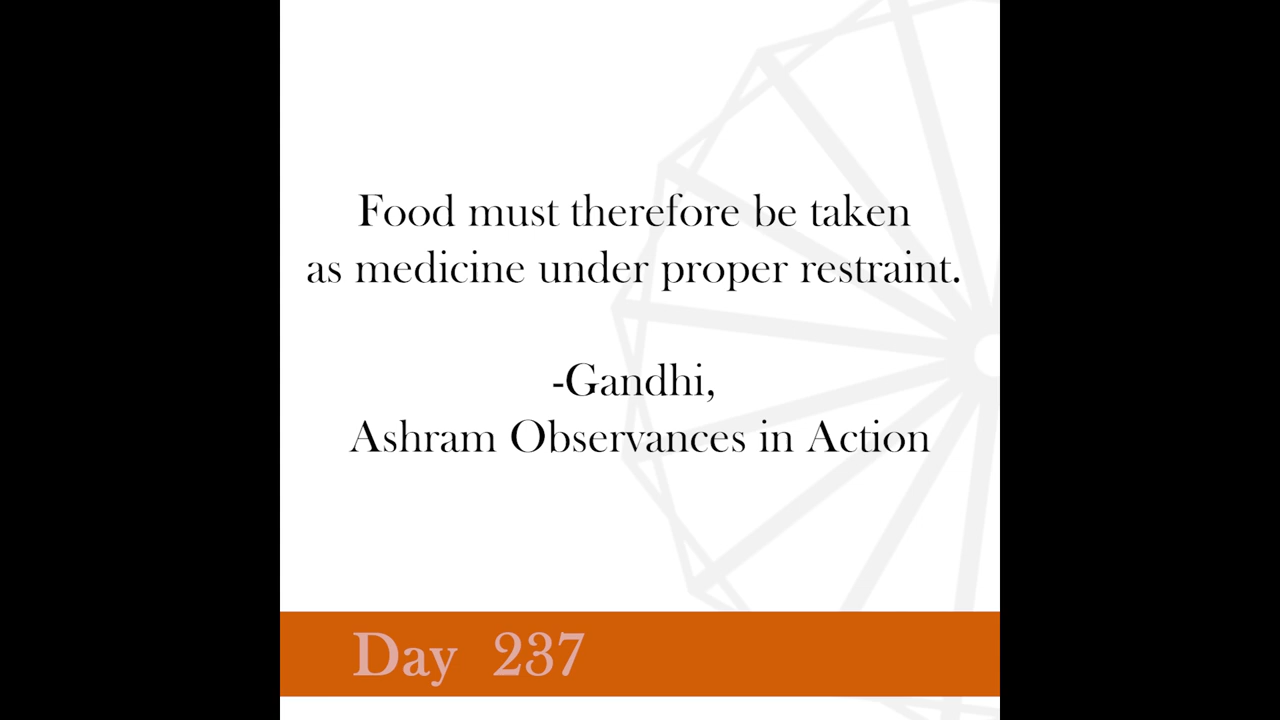 Food must therefore be taken
as medicine under proper restraint.
-Gandhi,
Ashram Observances in Action
Day 237